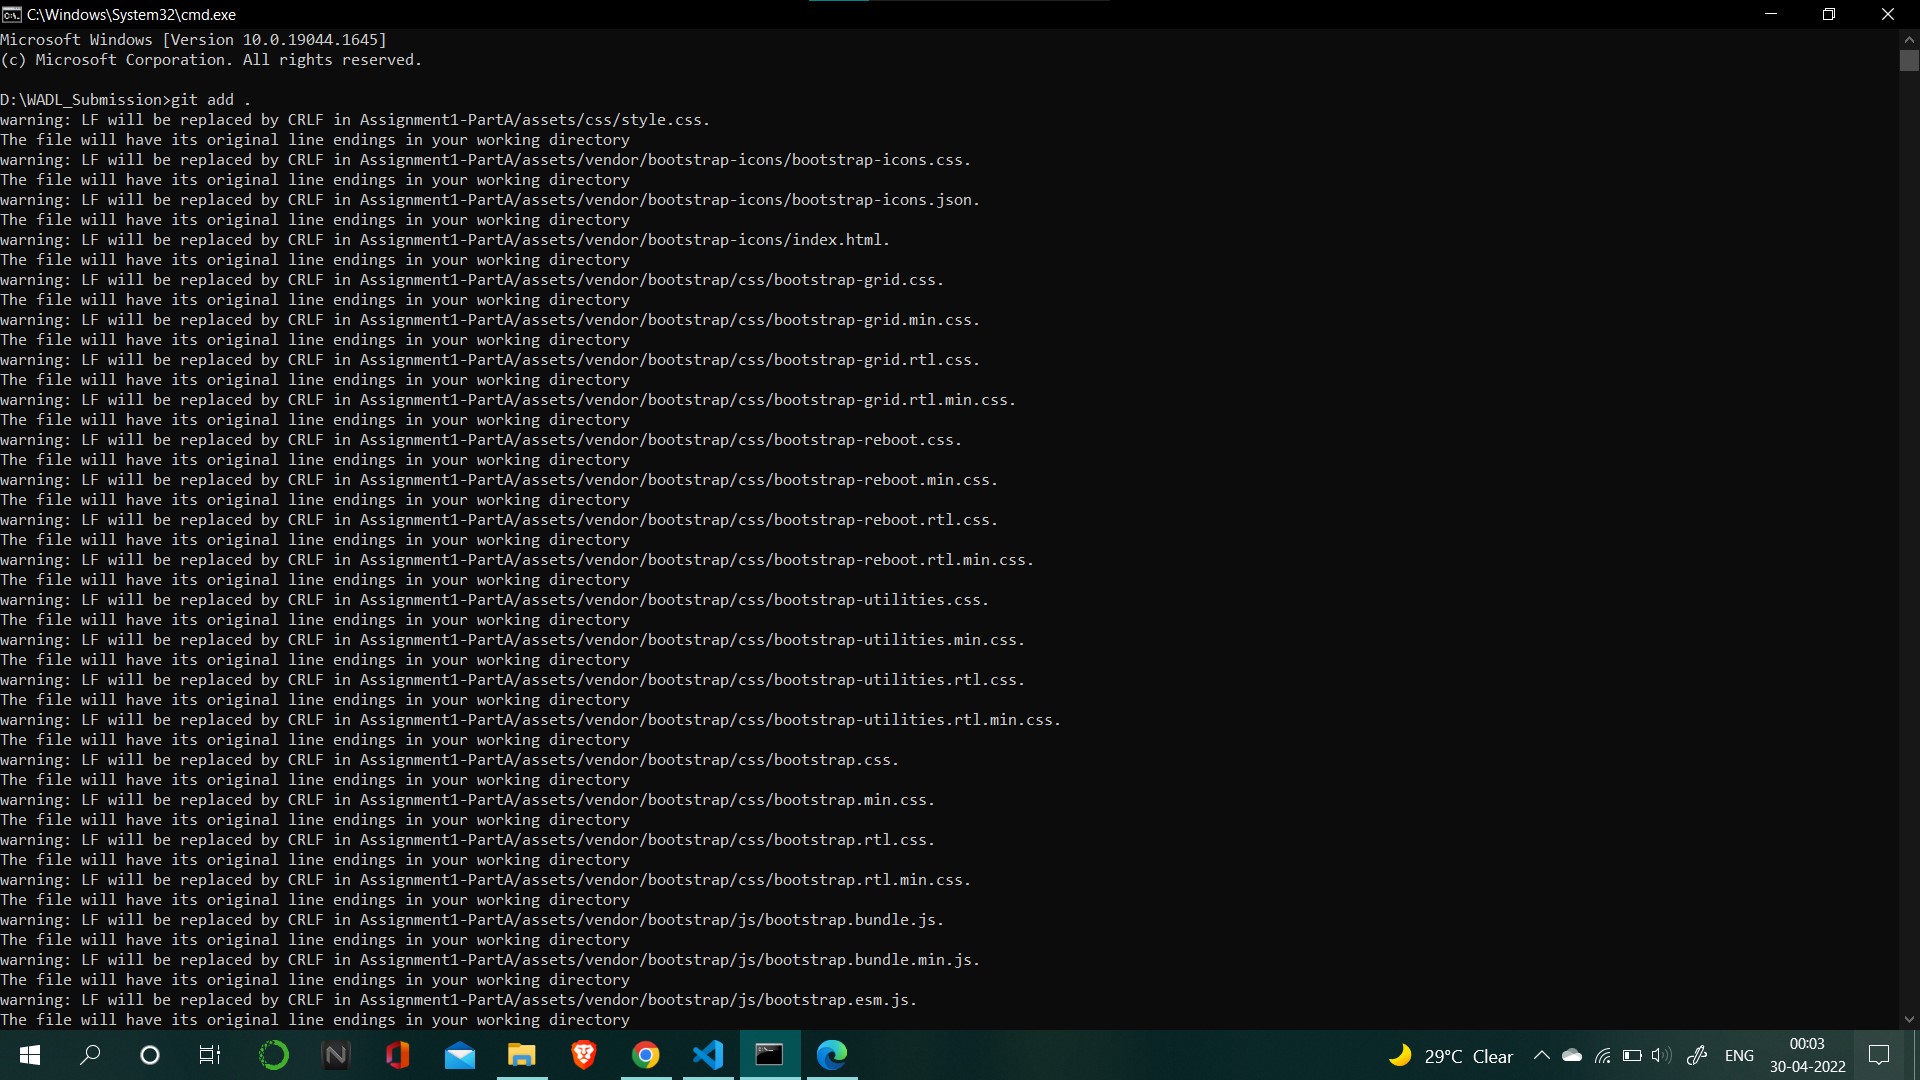 C:\Windows\System32\cmd.exe
Microsoft Windows [Version 10.0.19044.1645]
(c) Microsoft Corporation. All rights reserved.
D:\WADL_Submission>git add .
warning: LF will be replaced by CRLF in Assignment1-PartA/assets/css/style.css.
The file will have its original line endings in your working directory
warning: LF will be replaced by CRLF in Assignment1-PartA/assets/vendor/bootstrap-icons/bootstrap-icons.css.
The file will have its original line endings in your working directory
warning: LF will be replaced by CRLF in Assignment1-PartA/assets/vendor/bootstrap-icons/bootstrap-icons.json.
The file will have its original line endings in your working directory
warning: LF will be replaced by CRLF in Assignment1-PartA/assets/vendor/bootstrap-icons/index.html.
The file will have its original line endings in your working directory
warning: LF will be replaced by CRLF in Assignment1-PartA/assets/vendor/bootstrap/css/bootstrap-grid.css.
The file will have its original line endings in your working directory
warning: LF will be replaced by CRLF in Assignment1-PartA/assets/vendor/bootstrap/css/bootstrap-grid.min.css.
The file will have its original line endings in your working directory
warning: LF will be replaced by CRLF in Assignment1-PartA/assets/vendor/bootstrap/css/bootstrap-grid.rtl.css.
The file will have its original line endings in your working directory
warning: LF will be replaced by CRLF in Assignment1-PartA/assets/vendor/bootstrap/css/bootstrap-grid.rtl.min.css.
The file will have its original line endings in your working directory
warning: LF will be replaced by CRLF in Assignment1-PartA/assets/vendor/bootstrap/css/bootstrap-reboot.css.
The file will have its original line endings in your working directory
warning: LF will be replaced by CRLF in Assignment1-PartA/assets/vendor/bootstrap/css/bootstrap-reboot.min.css.
The file will have its original line endings in your working directory
warning: LF will be replaced by CRLF in Assignment1-PartA/assets/vendor/bootstrap/css/bootstrap-reboot.rtl.css.
The file will have its original line endings in your working directory
warning: LF will be replaced by CRLF in Assignment1-PartA/assets/vendor/bootstrap/css/bootstrap-reboot.rtl.min.css.
The file will have its original line endings in your working directory
warning: LF will be replaced by CRLF in Assignment1-PartA/assets/vendor/bootstrap/css/bootstrap-utilities.css.
The file will have its original line endings in your working directory
warning: LF will be replaced by CRLF in Assignment1-PartA/assets/vendor/bootstrap/css/bootstrap-utilities.min.css.
The file will have its original line endings in your working directory
warning: LF will be replaced by CRLF in Assignment1-PartA/assets/vendor/bootstrap/css/bootstrap-utilities.rtl.css.
The file will have its original line endings in your working directory
warning: LF will be replaced by CRLF in Assignment1-PartA/assets/vendor/bootstrap/css/bootstrap-utilities.rtl.min.css.
The file will have its original line endings in your working directory
warning: LF will be replaced by CRLF in Assignment1-PartA/assets/vendor/bootstrap/css/bootstrap.css.
The file will have its original line endings in your working directory
warning: LF will be replaced by CRLF in Assignment1-PartA/assets/vendor/bootstrap/css/bootstrap.min.css.
The file will have its original line endings in your working directory
warning: LF will be replaced by CRLF in Assignment1-PartA/assets/vendor/bootstrap/css/bootstrap.rtl.css.
The file will have its original line endings in your working directory
warning: LF will be replaced by CRLF in Assignment1-PartA/assets/vendor/bootstrap/css/bootstrap.rtl.min.css.
The file will have its original line endings in your working directory
warning: LF will be replaced by CRLF in Assignment1-PartA/assets/vendor/bootstrap/js/bootstrap.bundle.js.
The file will have its original line endings in your working directory
warning: LF will be replaced by CRLF in Assignment1-PartA/assets/vendor/bootstrap/js/bootstrap.bundle.min.js.
The file will have its original line endings in your working directory
warning: LF will be replaced by CRLF in Assignment1-PartA/assets/vendor/bootstrap/js/bootstrap.esm.js.
The file will have its original line endings in your working directory
29°C Clear
ENG
00:03
30-04-2022